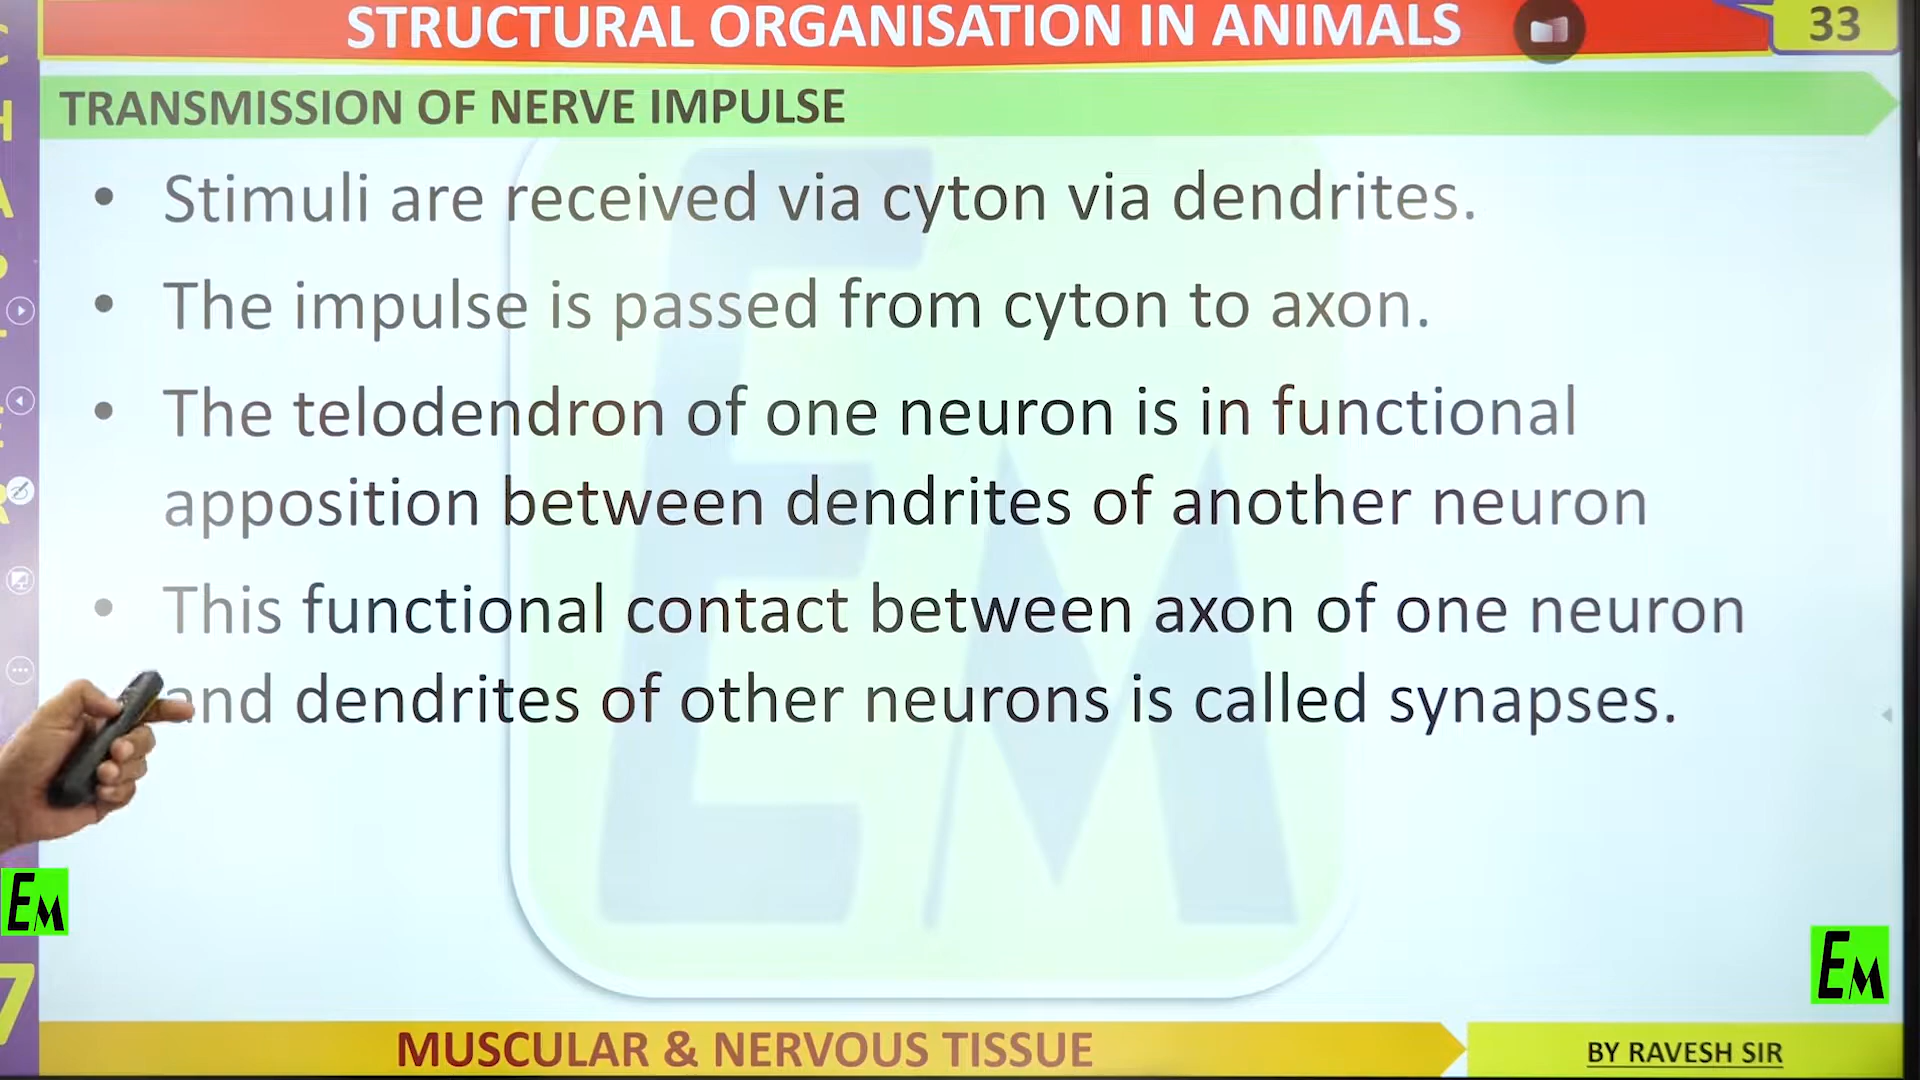 STRUCTURAL ORGANISATION IN ANIMALS
33
TRANSMISSION OF NERVE IMPULSE
• Stimuli are received via cyton via dendrites.
• The impulse is passed from cyton to axon.
• The telodendron of one neuron is in functional
apposition between dendrites of another neuron
• This functional contact between axon of one neuron
and dendrites of other neurons is called synapses.
EM
EM
EM
7
MUSCULAR & NERVOUS TISSUE
BY RAVESH SIR